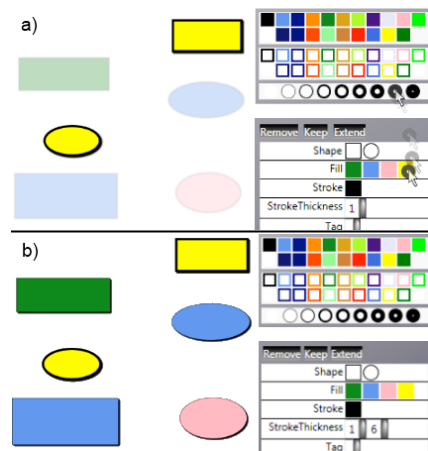 a)
Remove Keep Extend
Shape
Fill
Stroke
StrokeThickness 1
Tag
b)
Remove Keep Extend
Shape
Fill
Stroke
StrokeThickness 1 6
Tag